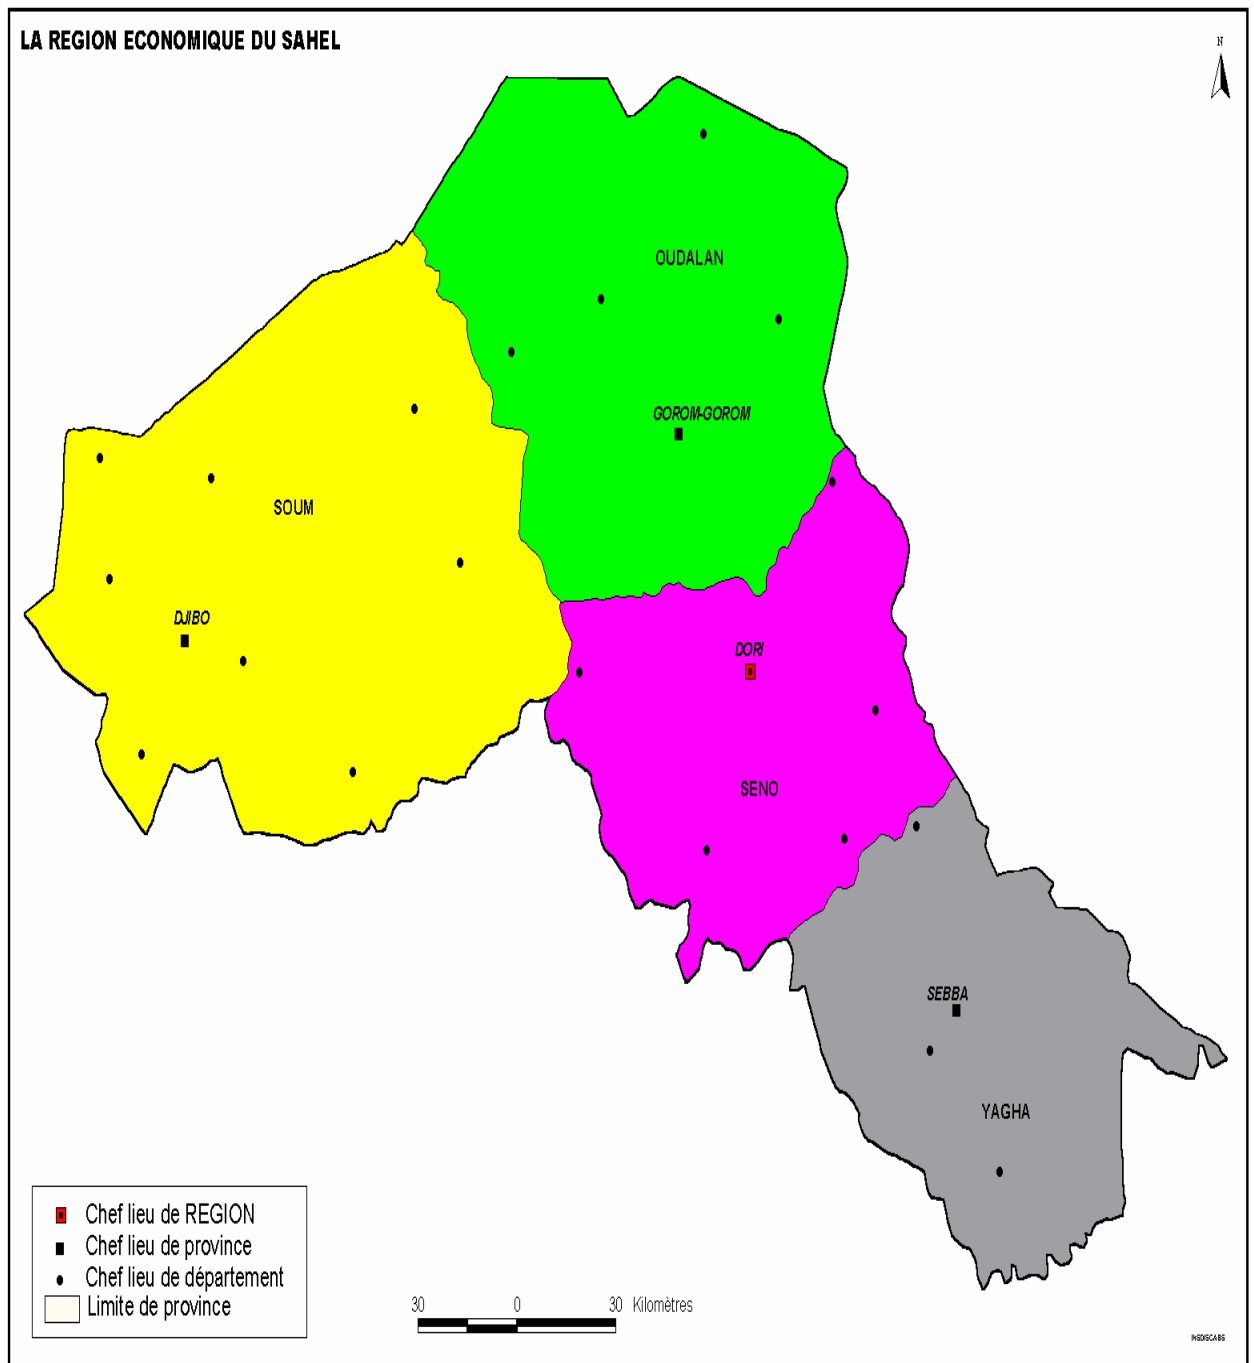 LA REGION ECONOMIQUE DU SAHEL
N
OUDALAN
GOROM-GOROM
SOUM
DJIBO
DORI
SENO
SEBBA
YAGHA
Chef lieu de REGION
Chef lieu de province
Chef lieu de département
Limite de province
30 0 30 Kilomètres